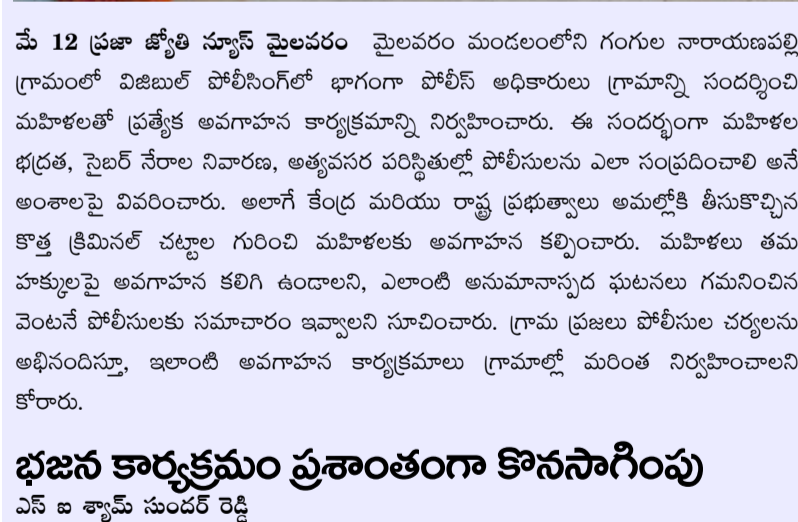 మే 12 ప్రజా జ్యోతి న్యూస్ మైలవరం మైలవరం మండలంలోని గంగుల నారాయణపల్లి
గ్రామంలో విజిబుల్ పోలీసింగ్‌లో భాగంగా పోలీస్ అధికారులు గ్రామాన్ని సందర్శించి
మహిళలతో ప్రత్యేక అవగాహన కార్యక్రమాన్ని నిర్వహించారు. ఈ సందర్భంగా మహిళల
భద్రత, సైబర్ నేరాల నివారణ, అత్యవసర పరిస్థితుల్లో పోలీసులను ఎలా సంప్రదించాలి అనే
అంశాలపై వివరించారు. అలాగే కేంద్ర మరియు రాష్ట్ర ప్రభుత్వాలు అమల్లోకి తీసుకొచ్చిన
కొత్త క్రిమినల్ చట్టాల గురించి మహిళలకు అవగాహన కల్పించారు. మహిళలు తమ
హక్కులపై అవగాహన కలిగి ఉండాలని, ఎలాంటి అనుమానాస్పద ఘటనలు గమనించిన
వెంటనే పోలీసులకు సమాచారం ఇవ్వాలని సూచించారు. గ్రామ ప్రజలు పోలీసుల చర్యలను
అభినందిస్తూ, ఇలాంటి అవగాహన కార్యక్రమాలు గ్రామాల్లో మరింత నిర్వహించాలని
కోరారు.
భజన కార్యక్రమం ప్రశాంతంగా కొనసాగింపు
ఎస్ ఐ శ్యామ్ సుందర్ రెడ్డి